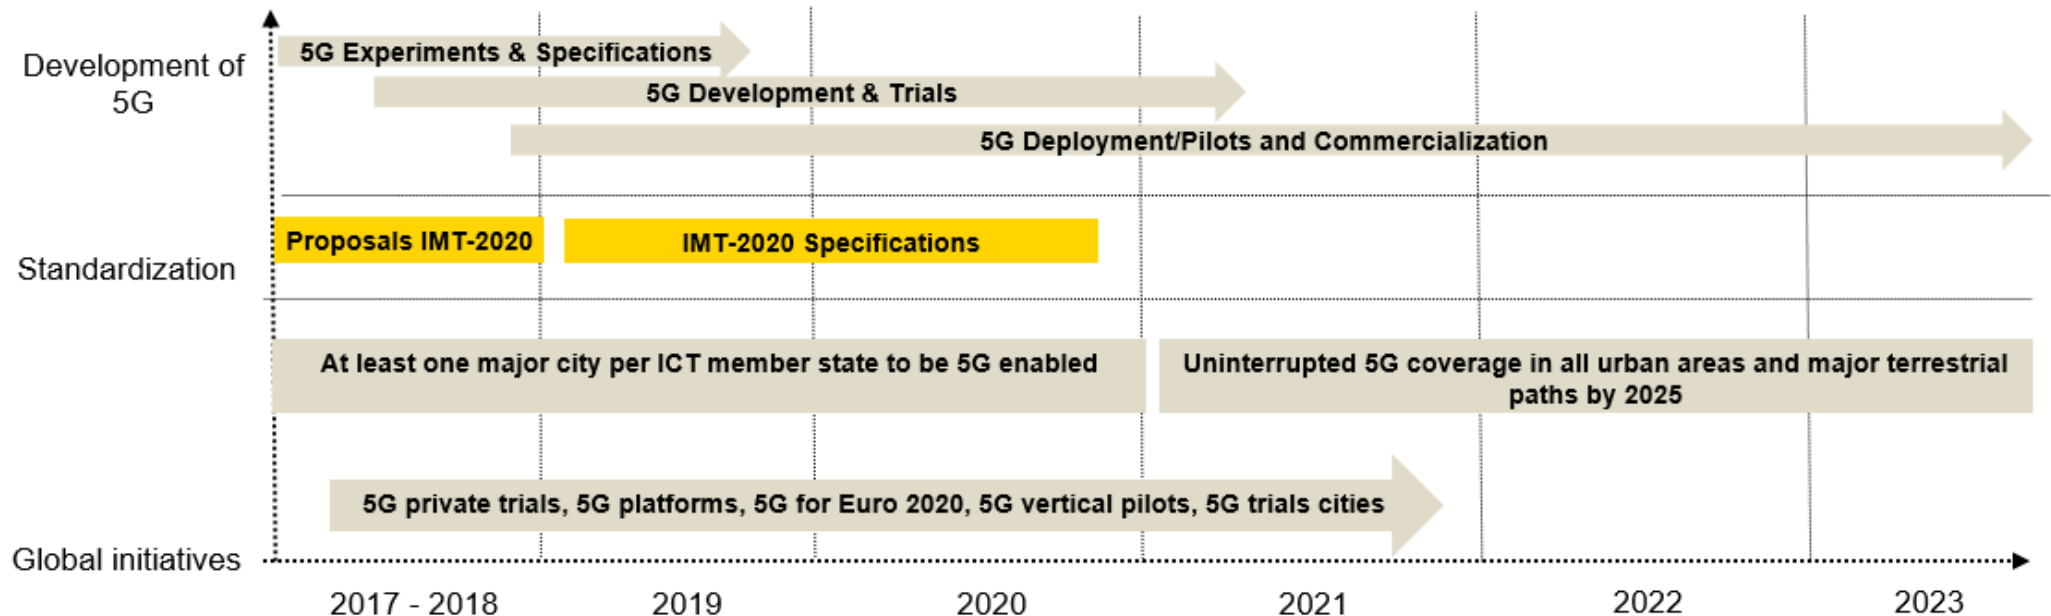 Development of
5G
5G Experiments & Specifications
5G Development & Trials
5G Deployment/Pilots and Commercialization
Standardization
Proposals IMT-2020
IMT-2020 Specifications
At least one major city per ICT member state to be 5G enabled
Uninterrupted 5G coverage in all urban areas and major terrestrial
paths by 2025
5G private trials, 5G platforms, 5G for Euro 2020, 5G vertical pilots, 5G trials cities
Global initiatives
2017 - 2018
2019
2020
2021
2022
2023